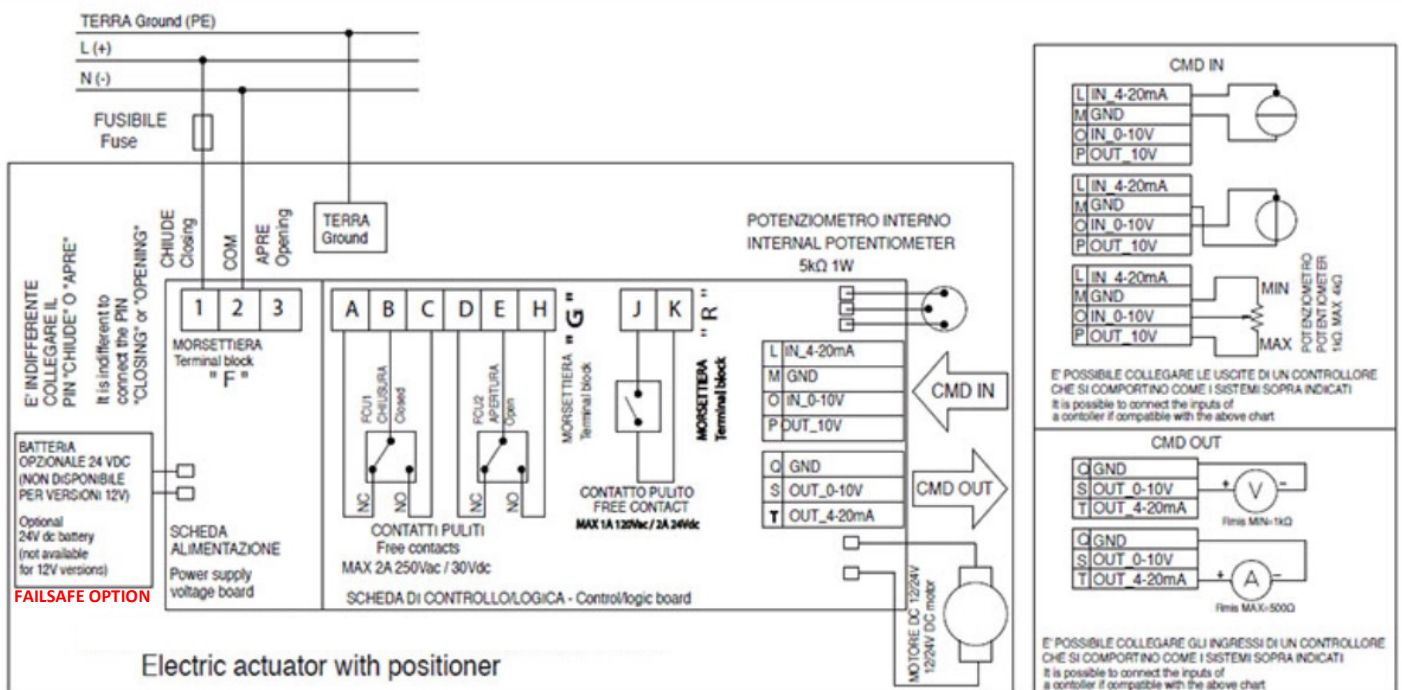 TERRA Ground (PE)
L (+)
N (-)
FUSIBILE
Fuse
E' INDIFFERENTE
COLLEGARE IL
PIN "CHIUDE" O "APRE"
It is indifferent to
connect the PIN
"CLOSING" or "OPENING"
CHIUDE
Closing
COM
APRE
Opening
TERRA
Ground
1 2 3
MORSETTIERA
Terminal block
" F "
BATTERIA
OPZIONALE 24 VDC
(NON DISPONIBILE
PER VERSIONI 12V)
Optional
24V dc battery
(not available
for 12V versions)
FAILSAFE OPTION
SCHEDA
ALIMENTAZIONE
Power supply
voltage board
A B C D E H
MORSETTIERA "G"
Terminal block
FCU1
CHIUSURA
Closed
FCU2
APERTURA
Open
NC
NO
NC
NO
CONTATTI PULITI
Free contacts
MAX 2A 250Vac / 30Vdc
J K
MORSETTIERA "R"
Terminal block
CONTATTO PULITO
FREE CONTACT
MAX 1A 120Vac / 2A 24Vdc
SCHEDA DI CONTROLLO/LOGICA - Control/logic board
POTENZIOMETRO INTERNO
INTERNAL POTENTIOMETER
5kΩ 1W
L IN_4-20mA
M GND
O IN_0-10V
P OUT_10V
CMD IN
Q GND
S OUT_0-10V
T OUT_4-20mA
CMD OUT
MOTORE DC 12/24V
12/24V DC motor
Electric actuator with positioner
CMD IN
L IN_4-20mA
M GND
O IN_0-10V
P OUT_10V
L IN_4-20mA
M GND
O IN_0-10V
P OUT_10V
L IN_4-20mA
M GND
O IN_0-10V
P OUT_10V
MIN
MAX
POTENZIOMETRO
POTENTIOMETER
1kΩ MAX 4kΩ
E' POSSIBILE COLLEGARE LE USCITE DI UN CONTROLLORE
CHE SI COMPORTINO COME I SISTEMI SOPRA INDICATI
It is possible to connect the inputs of
a contoller if compatible with the above chart
CMD OUT
Q GND
S OUT_0-10V
T OUT_4-20mA
+ V -
Rmis MIN=1kΩ
Q GND
S OUT_0-10V
T OUT_4-20mA
+ A -
Rmis MAX=500Ω
E' POSSIBILE COLLEGARE GLI INGRESSI DI UN CONTROLLORE
CHE SI COMPORTINO COME I SISTEMI SOPRA INDICATI
It is possible to connect the inputs of
a contoller if compatible with the above chart